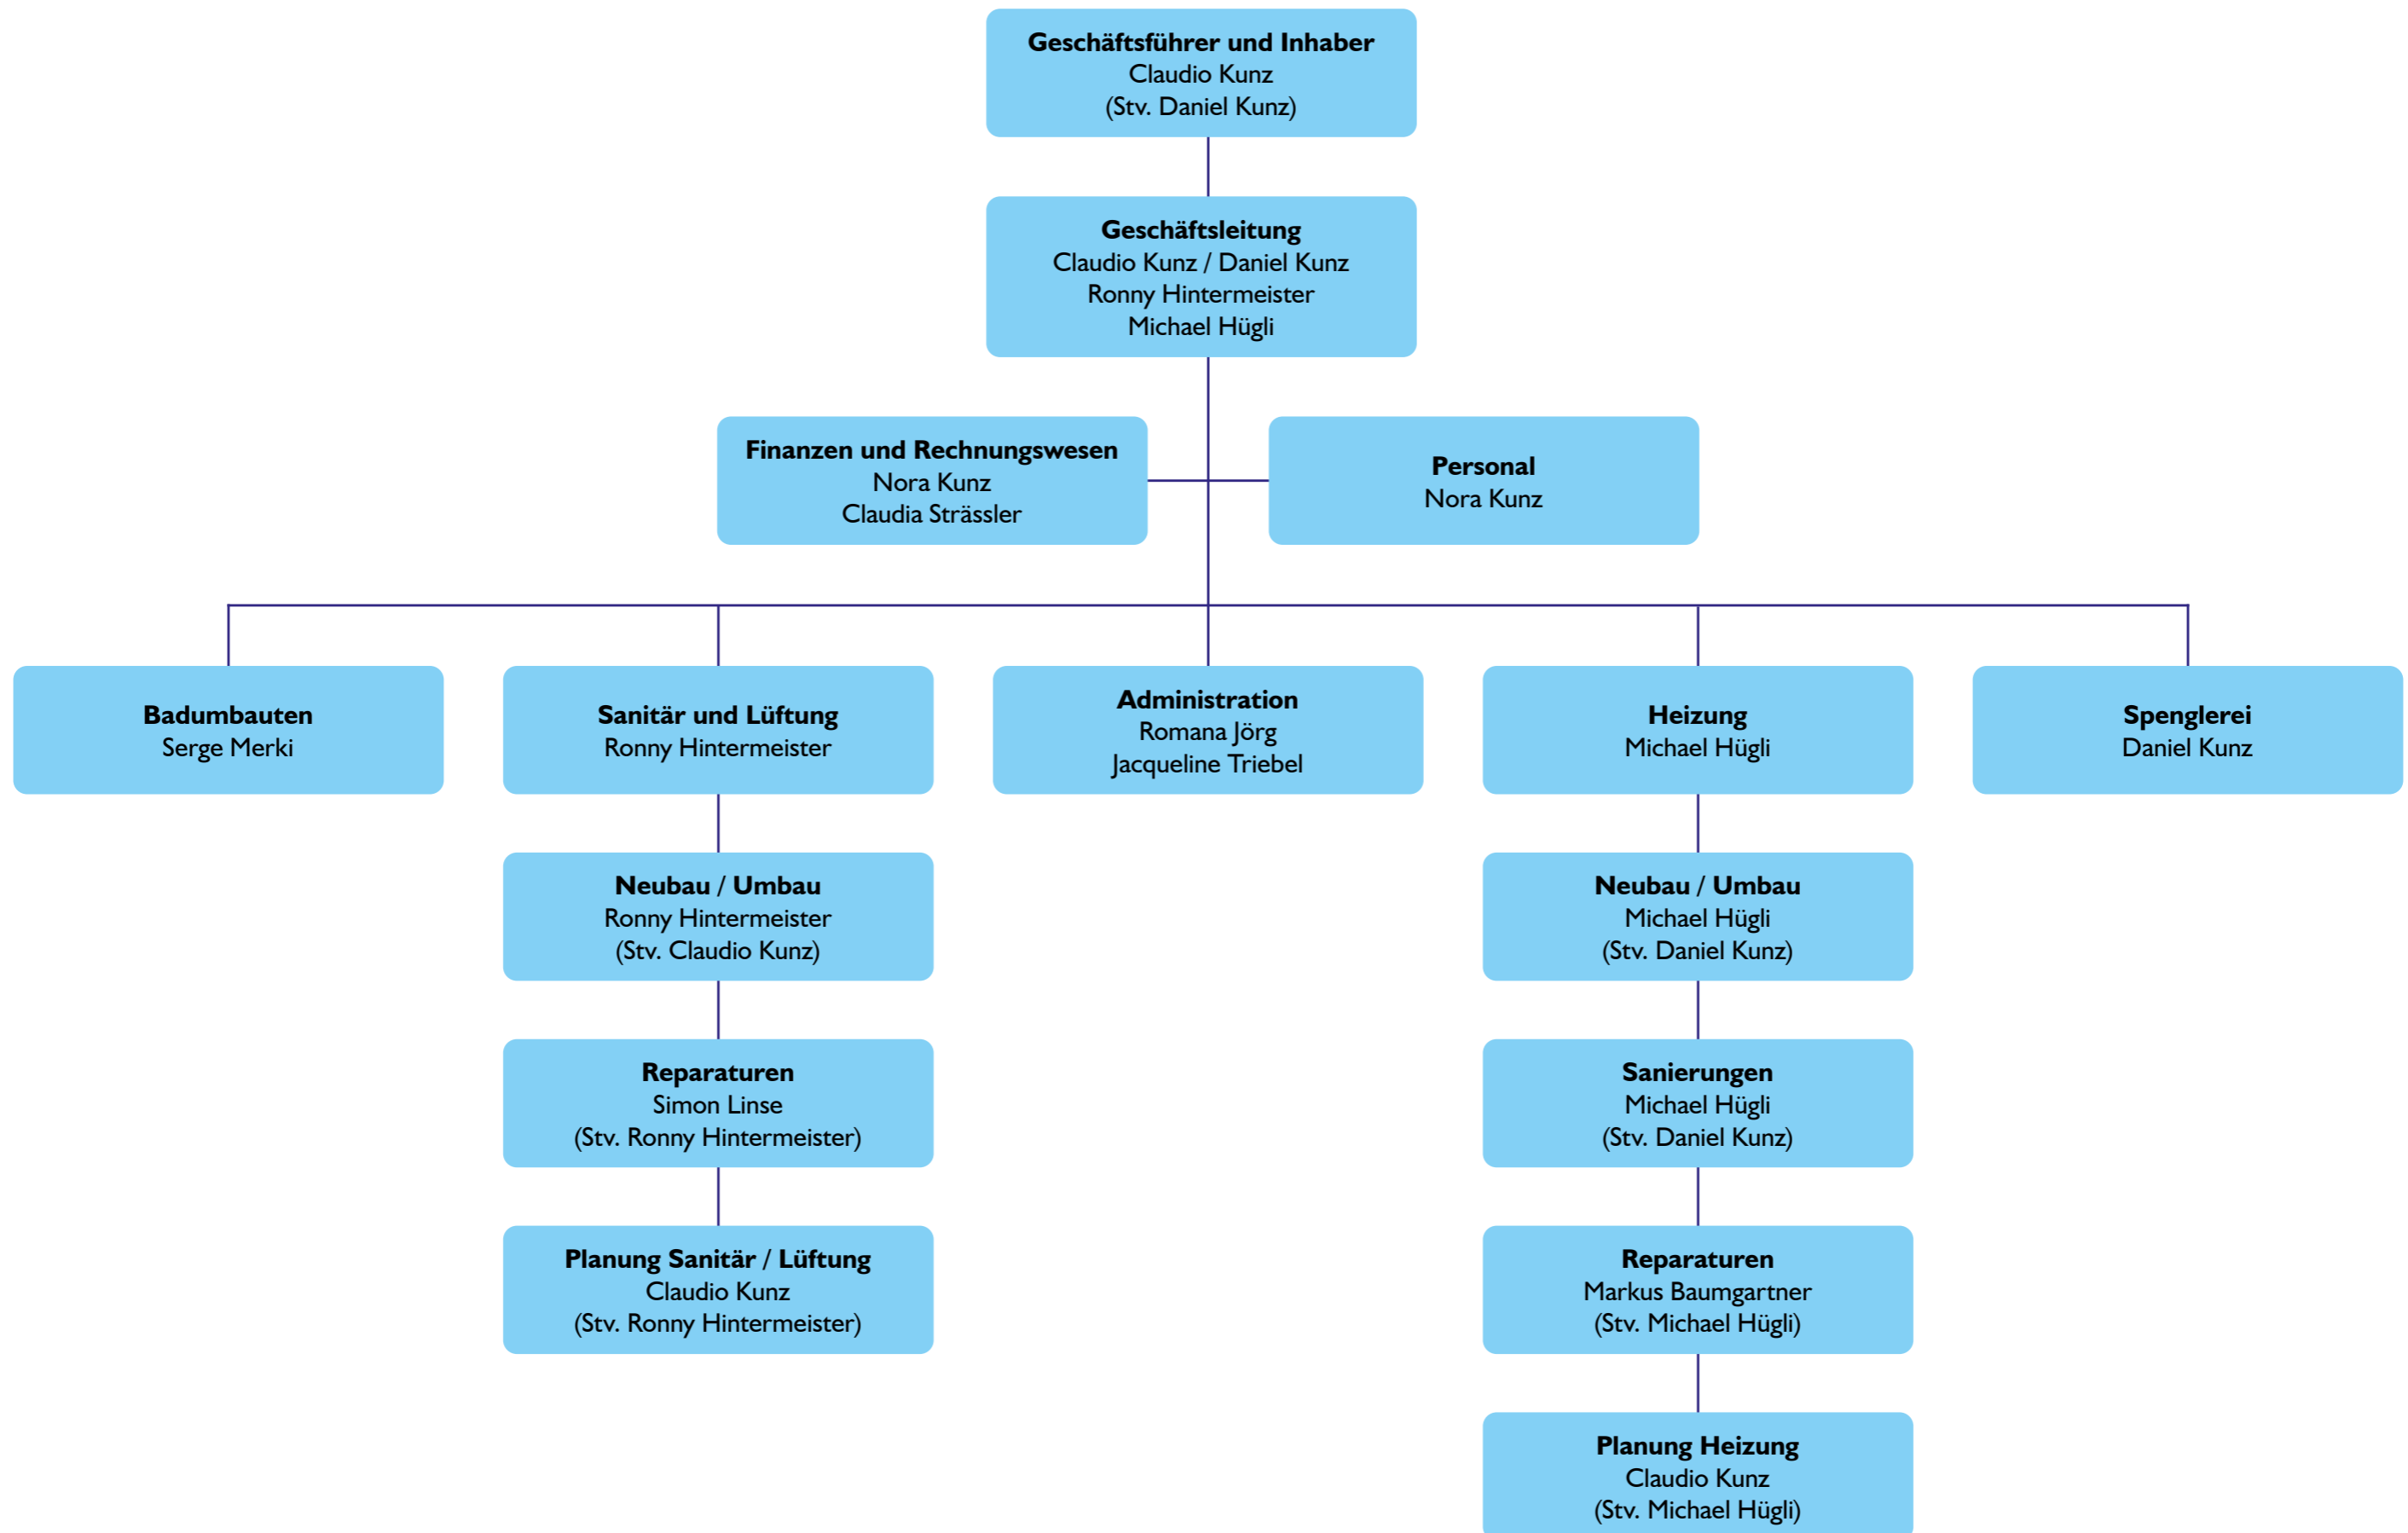 Geschäftsführer und Inhaber
Claudio Kunz
(Stv. Daniel Kunz)
Geschäftsleitung
Claudio Kunz / Daniel Kunz
Ronny Hintermeister
Michael Hügli
Finanzen und Rechnungswesen
Nora Kunz
Claudia Strässler
Personal
Nora Kunz
Badumbauten
Serge Merki
Sanitär und Lüftung
Ronny Hintermeister
Administration
Romana Jörg
Jacqueline Triebel
Heizung
Michael Hügli
Spenglerei
Daniel Kunz
Neubau / Umbau
Ronny Hintermeister
(Stv. Claudio Kunz)
Reparaturen
Simon Linse
(Stv. Ronny Hintermeister)
Planung Sanitär / Lüftung
Claudio Kunz
(Stv. Ronny Hintermeister)
Neubau / Umbau
Michael Hügli
(Stv. Daniel Kunz)
Sanierungen
Michael Hügli
(Stv. Daniel Kunz)
Reparaturen
Markus Baumgartner
(Stv. Michael Hügli)
Planung Heizung
Claudio Kunz
(Stv. Michael Hügli)